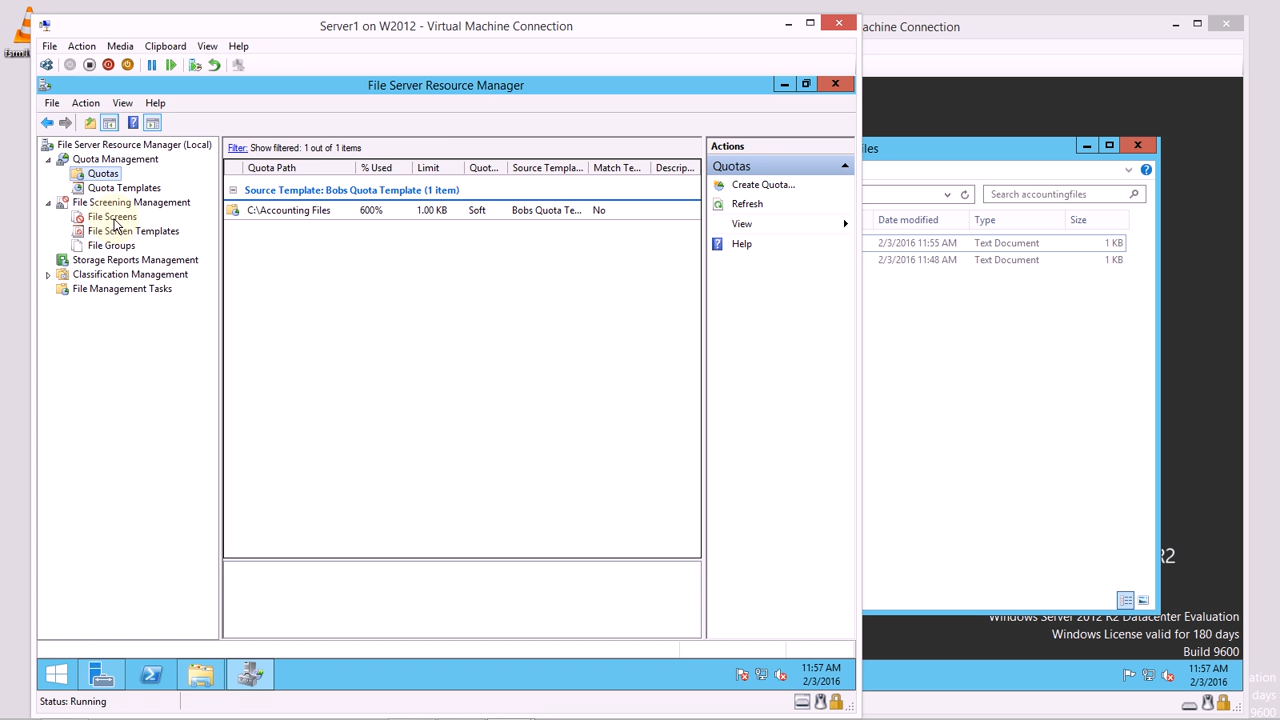 Server1 on W2012 - Virtual Machine Connection
achine Connection
File Action Media Clipboard View Help
File Server Resource Manager
File Action View Help
File Server Resource Manager (Local)
Quota Management
Quotas
Quota Templates
File Screening Management
File Screens
File Screen Templates
File Groups
Storage Reports Management
Classification Management
File Management Tasks
Filter: Show filtered: 1 out of 1 items
Quota Path % Used Limit Quot... Source Templa... Match Te... Descrip...
Source Template: Bobs Quota Template (1 item)
C:\Accounting Files 600% 1.00 KB Soft Bobs Quota Te... No
Actions
Quotas
Create Quota...
Refresh
View
Help
les
Search accountingfiles
Date modified Type Size
2/3/2016 11:55 AM Text Document 1 KB
2/3/2016 11:48 AM Text Document 1 KB
R2
Windows Server 2012 R2 Datacenter Evaluation
Windows License valid for 180 days
Build 9600
11:57 AM
2/3/2016
11:57 AM
2/3/2016
Status: Running
ation
days
9600